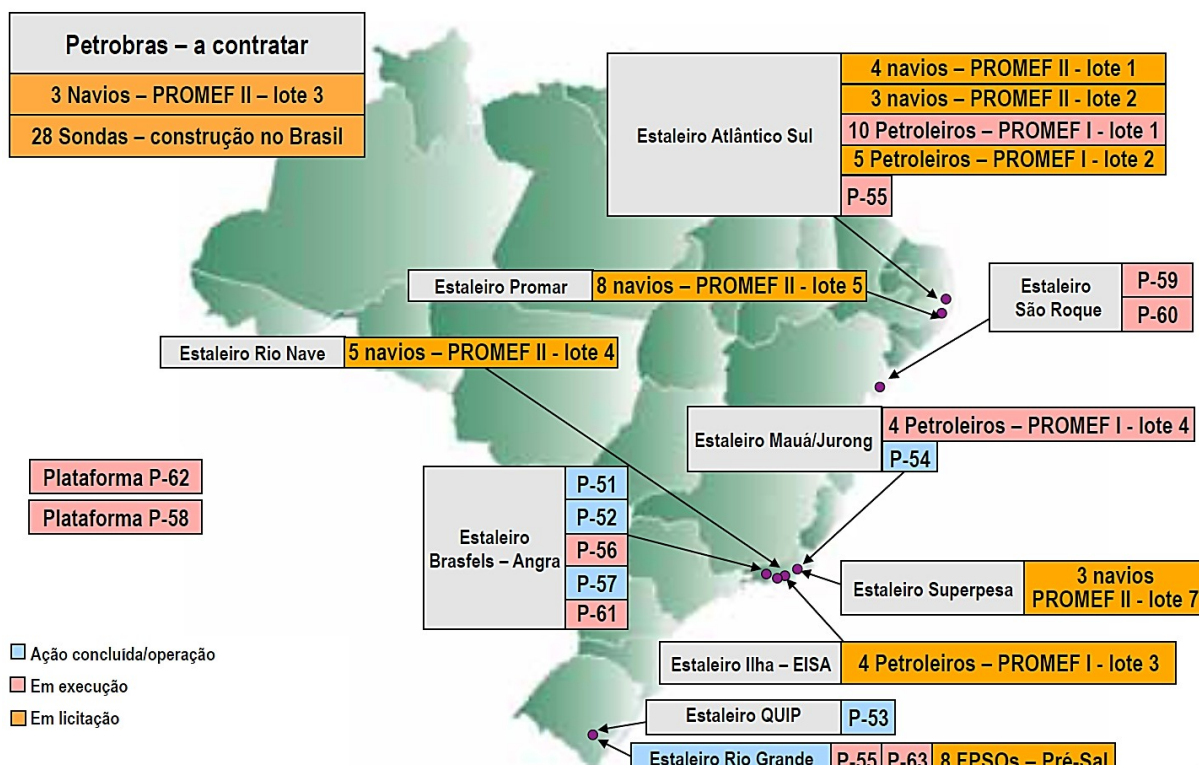 Petrobras – a contratar
3 Navios – PROMEF II – lote 3
28 Sondas – construção no Brasil
Estaleiro Atlântico Sul
4 navios – PROMEF II - lote 1
3 navios – PROMEF II - lote 2
10 Petroleiros – PROMEF I - lote 1
5 Petroleiros – PROMEF I - lote 2
P-55
Estaleiro Promar
8 navios – PROMEF II - lote 5
Estaleiro
São Roque
P-59
P-60
Estaleiro Rio Nave
5 navios – PROMEF II - lote 4
Estaleiro Mauá/Jurong
4 Petroleiros – PROMEF I - lote 4
P-54
Plataforma P-62
Plataforma P-58
Estaleiro
Brasfels – Angra
P-51
P-52
P-56
P-57
P-61
Estaleiro Superpesa
3 navios
PROMEF II - lote 7
Estaleiro Ilha – EISA
4 Petroleiros – PROMEF I - lote 3
Ação concluída/operação
Em execução
Em licitação
Estaleiro QUIP
P-53
Estaleiro Rio Grande
P-55
P-63
8 FPSOs – Pré-Sal